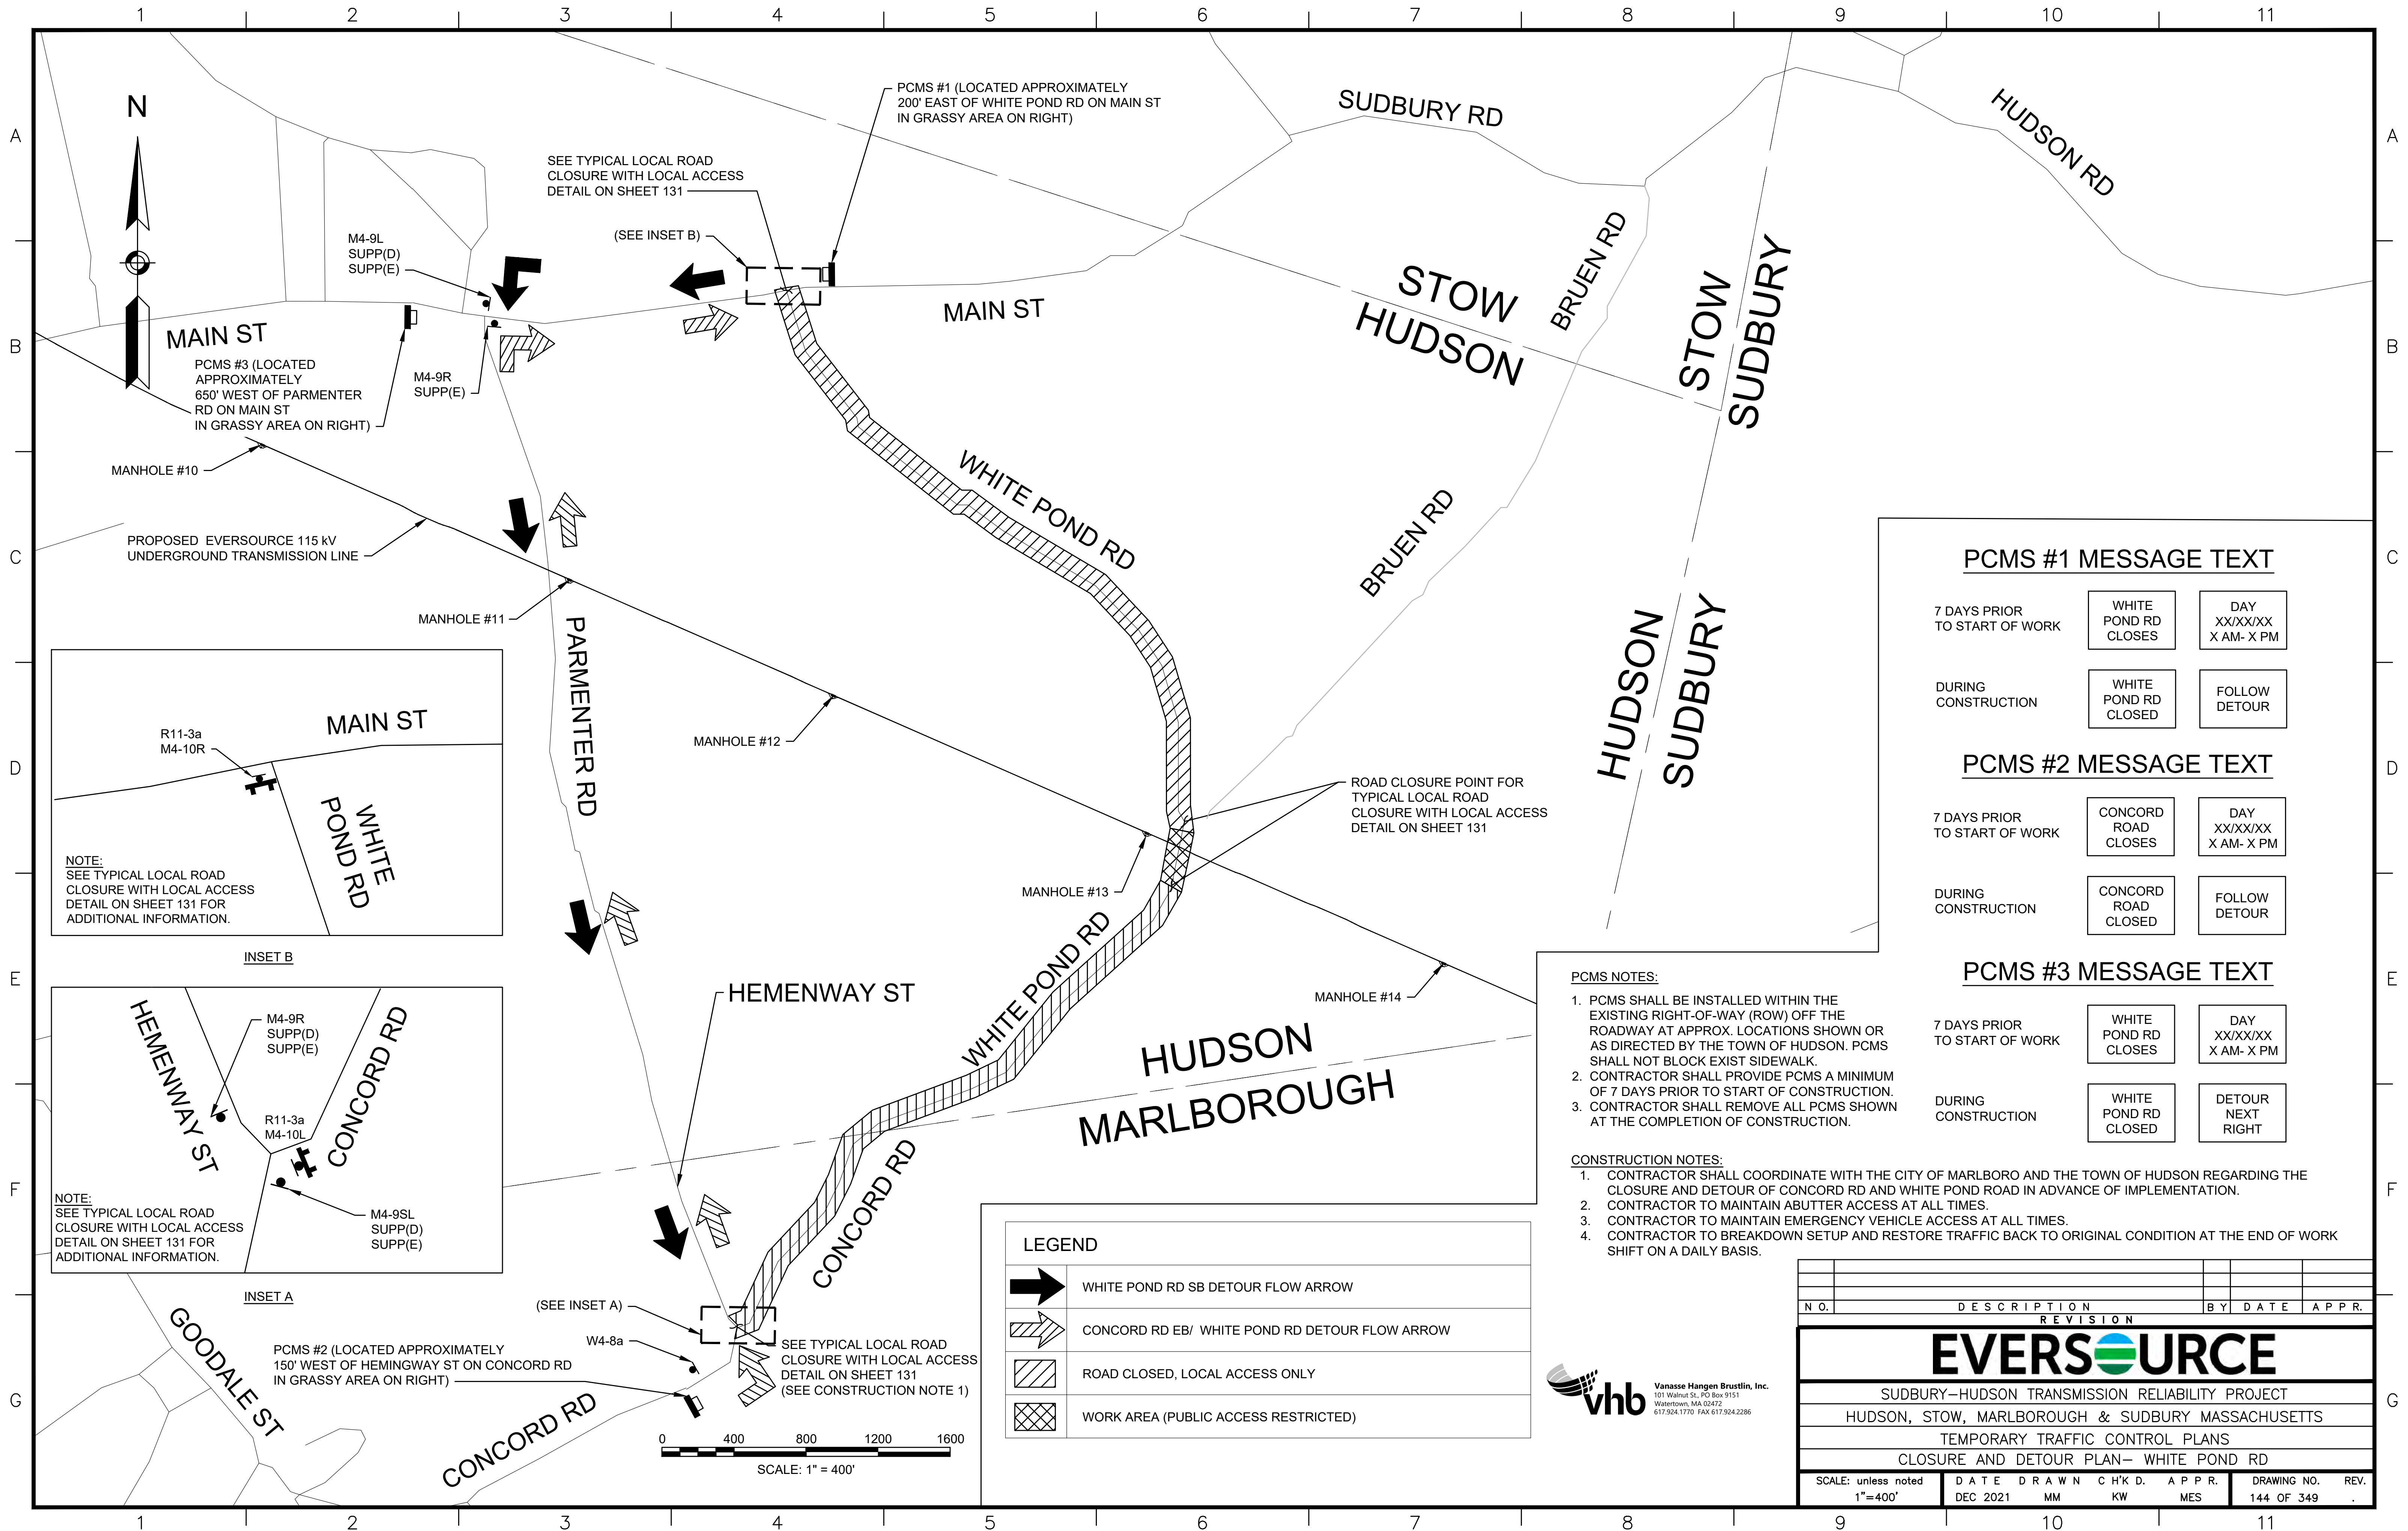 1 2 3 4 5 6 7 8 9 10 11
A
B
C
D
E
F
G
A
B
C
D
E
F
G
N
PCMS #1 (LOCATED APPROXIMATELY
200' EAST OF WHITE POND RD ON MAIN ST
IN GRASSY AREA ON RIGHT)
SUDBURY RD
HUDSON RD
SEE TYPICAL LOCAL ROAD
CLOSURE WITH LOCAL ACCESS
DETAIL ON SHEET 131
(SEE INSET B)
M4-9L
SUPP(D)
SUPP(E)
MAIN ST
MAIN ST
BRUEN RD
STOW
HUDSON
STOW
SUDBURY
PCMS #3 (LOCATED
APPROXIMATELY
650' WEST OF PARMENTER
RD ON MAIN ST
IN GRASSY AREA ON RIGHT)
M4-9R
SUPP(E)
MANHOLE #10
WHITE POND RD
BRUEN RD
PROPOSED EVERSOURCE 115 kV
UNDERGROUND TRANSMISSION LINE
MANHOLE #11
PARMENTER RD
MANHOLE #12
HUDSON
SUDBURY
ROAD CLOSURE POINT FOR
TYPICAL LOCAL ROAD
CLOSURE WITH LOCAL ACCESS
DETAIL ON SHEET 131
MANHOLE #13
WHITE POND RD
HEMENWAY ST
MANHOLE #14
HUDSON
MARLBOROUGH
CONCORD RD
MAIN ST
R11-3a
M4-10R
WHITE
POND RD
NOTE:
SEE TYPICAL LOCAL ROAD
CLOSURE WITH LOCAL ACCESS
DETAIL ON SHEET 131 FOR
ADDITIONAL INFORMATION.
INSET B
HEMENWAY ST
M4-9R
SUPP(D)
SUPP(E)
CONCORD RD
R11-3a
M4-10L
M4-9SL
SUPP(D)
SUPP(E)
NOTE:
SEE TYPICAL LOCAL ROAD
CLOSURE WITH LOCAL ACCESS
DETAIL ON SHEET 131 FOR
ADDITIONAL INFORMATION.
INSET A
GOODALE ST
(SEE INSET A)
W4-8a
PCMS #2 (LOCATED APPROXIMATELY
150' WEST OF HEMINGWAY ST ON CONCORD RD
IN GRASSY AREA ON RIGHT)
SEE TYPICAL LOCAL ROAD
CLOSURE WITH LOCAL ACCESS
DETAIL ON SHEET 131
(SEE CONSTRUCTION NOTE 1)
CONCORD RD
0 400 800 1200 1600
SCALE: 1" = 400'
PCMS #1 MESSAGE TEXT
7 DAYS PRIOR
TO START OF WORK
WHITE
POND RD
CLOSES
DAY
XX/XX/XX
X AM- X PM
DURING
CONSTRUCTION
WHITE
POND RD
CLOSED
FOLLOW
DETOUR
PCMS #2 MESSAGE TEXT
7 DAYS PRIOR
TO START OF WORK
CONCORD
ROAD
CLOSES
DAY
XX/XX/XX
X AM- X PM
DURING
CONSTRUCTION
CONCORD
ROAD
CLOSED
FOLLOW
DETOUR
PCMS #3 MESSAGE TEXT
7 DAYS PRIOR
TO START OF WORK
WHITE
POND RD
CLOSES
DAY
XX/XX/XX
X AM- X PM
DURING
CONSTRUCTION
WHITE
POND RD
CLOSED
DETOUR
NEXT
RIGHT
PCMS NOTES:
1. PCMS SHALL BE INSTALLED WITHIN THE
EXISTING RIGHT-OF-WAY (ROW) OFF THE
ROADWAY AT APPROX. LOCATIONS SHOWN OR
AS DIRECTED BY THE TOWN OF HUDSON. PCMS
SHALL NOT BLOCK EXIST SIDEWALK.
2. CONTRACTOR SHALL PROVIDE PCMS A MINIMUM
OF 7 DAYS PRIOR TO START OF CONSTRUCTION.
3. CONTRACTOR SHALL REMOVE ALL PCMS SHOWN
AT THE COMPLETION OF CONSTRUCTION.
CONSTRUCTION NOTES:
1. CONTRACTOR SHALL COORDINATE WITH THE CITY OF MARLBORO AND THE TOWN OF HUDSON REGARDING THE
CLOSURE AND DETOUR OF CONCORD RD AND WHITE POND ROAD IN ADVANCE OF IMPLEMENTATION.
2. CONTRACTOR TO MAINTAIN ABUTTER ACCESS AT ALL TIMES.
3. CONTRACTOR TO MAINTAIN EMERGENCY VEHICLE ACCESS AT ALL TIMES.
4. CONTRACTOR TO BREAKDOWN SETUP AND RESTORE TRAFFIC BACK TO ORIGINAL CONDITION AT THE END OF WORK
SHIFT ON A DAILY BASIS.
LEGEND
WHITE POND RD SB DETOUR FLOW ARROW
CONCORD RD EB/ WHITE POND RD DETOUR FLOW ARROW
ROAD CLOSED, LOCAL ACCESS ONLY
WORK AREA (PUBLIC ACCESS RESTRICTED)
vhb
Vanasse Hangen Brustlin, Inc.
101 Walnut St., PO Box 9151
Watertown, MA 02472
617.924.1770 FAX 617.924.2286
NO. DESCRIPTION BY DATE APPR.
REVISION
EVERSOURCE
SUDBURY-HUDSON TRANSMISSION RELIABILITY PROJECT
HUDSON, STOW, MARLBOROUGH & SUDBURY MASSACHUSETTS
TEMPORARY TRAFFIC CONTROL PLANS
CLOSURE AND DETOUR PLAN- WHITE POND RD
SCALE: unless noted DATE DRAWN CH'KD. APPR. DRAWING NO. REV.
1"=400' DEC 2021 MM KW MES 144 OF 349 .
1 2 3 4 5 6 7 8 9 10 11